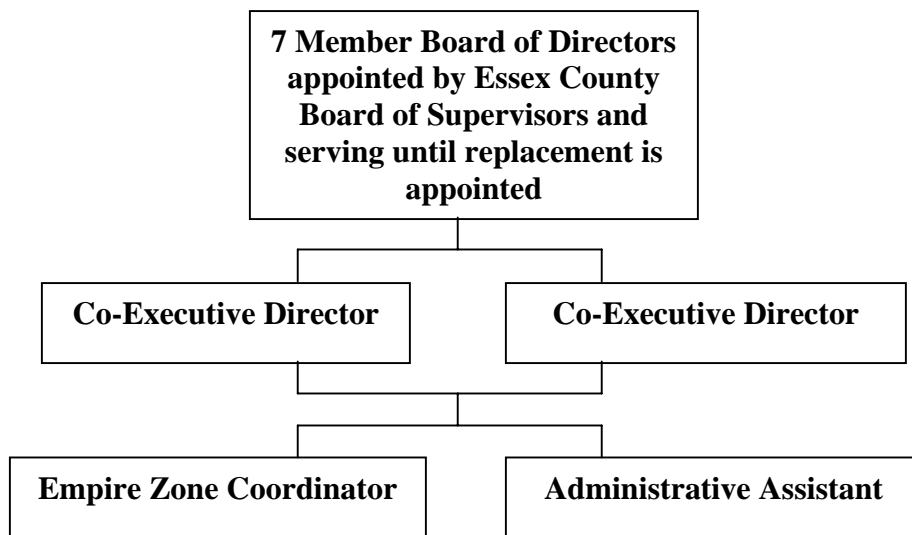 7 Member Board of Directors
appointed by Essex County
Board of Supervisors and
serving until replacement is
appointed
Co-Executive Director
Co-Executive Director
Empire Zone Coordinator
Administrative Assistant